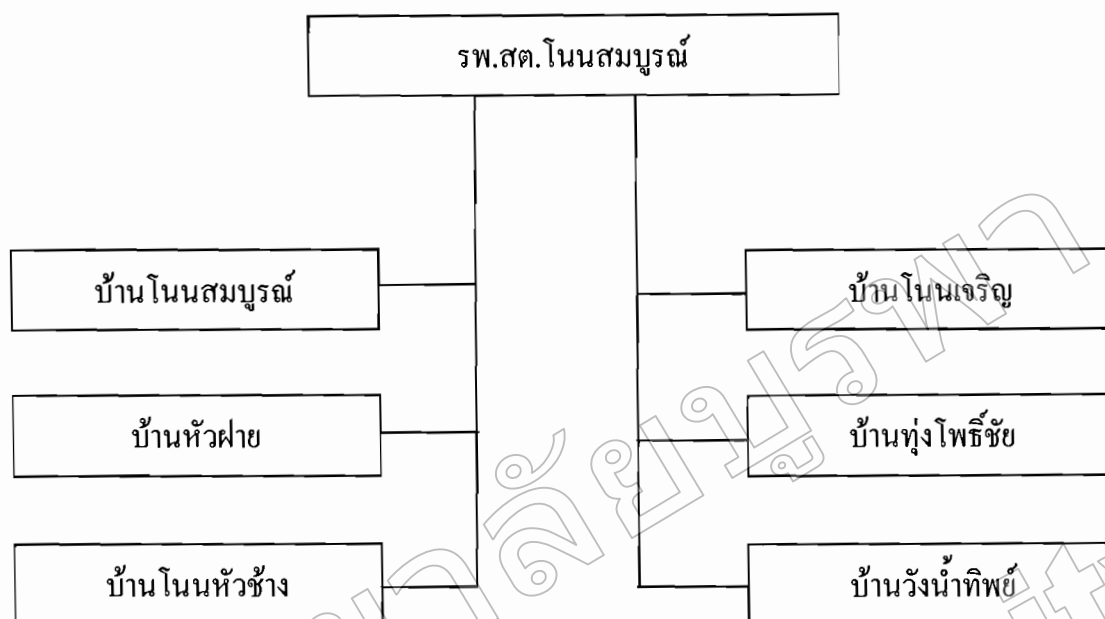 รพ.สต.โนนสมบูรณ์
บ้านโนนสมบูรณ์
บ้านโนนเจริญ
บ้านหัวฝาย
บ้านทุ่งโพธิ์ชัย
บ้านโนนหัวช้าง
บ้านวังน้ำทิพย์